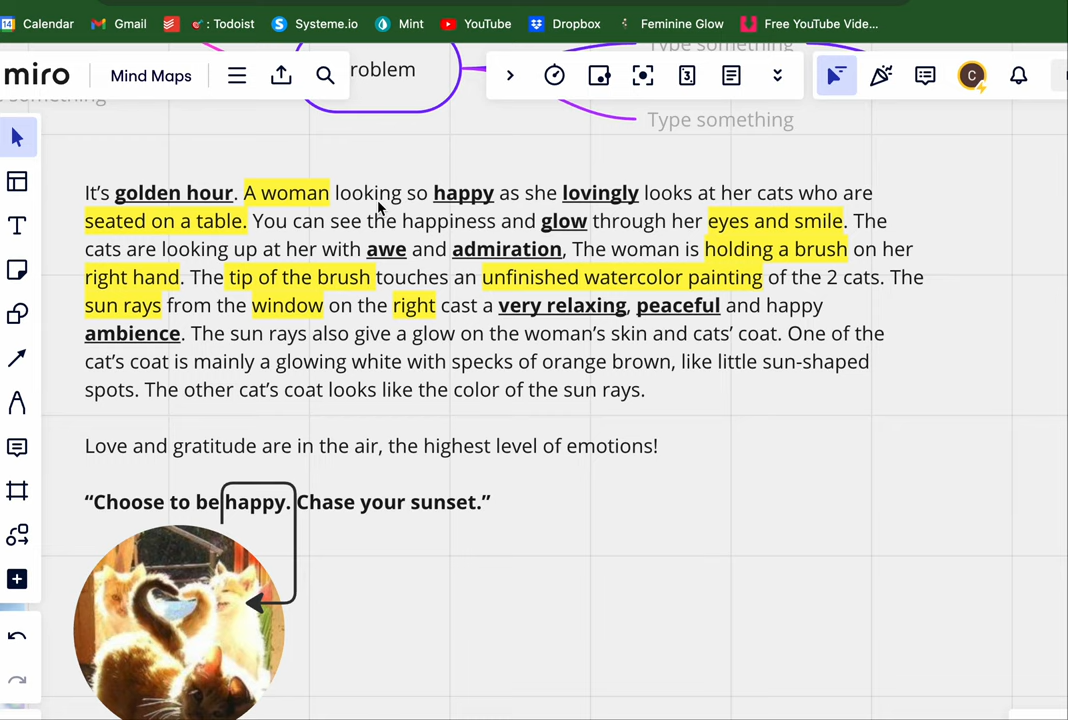 14 Calendar Gmail : Todoist Systeme.io Mint YouTube Dropbox Feminine Glow Free YouTube Vide...
Type something
miro Mind Maps roblem 3 C
something
Type something
It's golden hour. A woman looking so happy as she lovingly looks at her cats who are
seated on a table. You can see the happiness and glow through her eyes and smile. The
cats are looking up at her with awe and admiration, The woman is holding a brush on her
right hand. The tip of the brush touches an unfinished watercolor painting of the 2 cats. The
sun rays from the window on the right cast a very relaxing, peaceful and happy
ambience. The sun rays also give a glow on the woman's skin and cats' coat. One of the
cat's coat is mainly a glowing white with specks of orange brown, like little sun-shaped
spots. The other cat's coat looks like the color of the sun rays.
Love and gratitude are in the air, the highest level of emotions!
“Choose to be happy. Chase your sunset.”